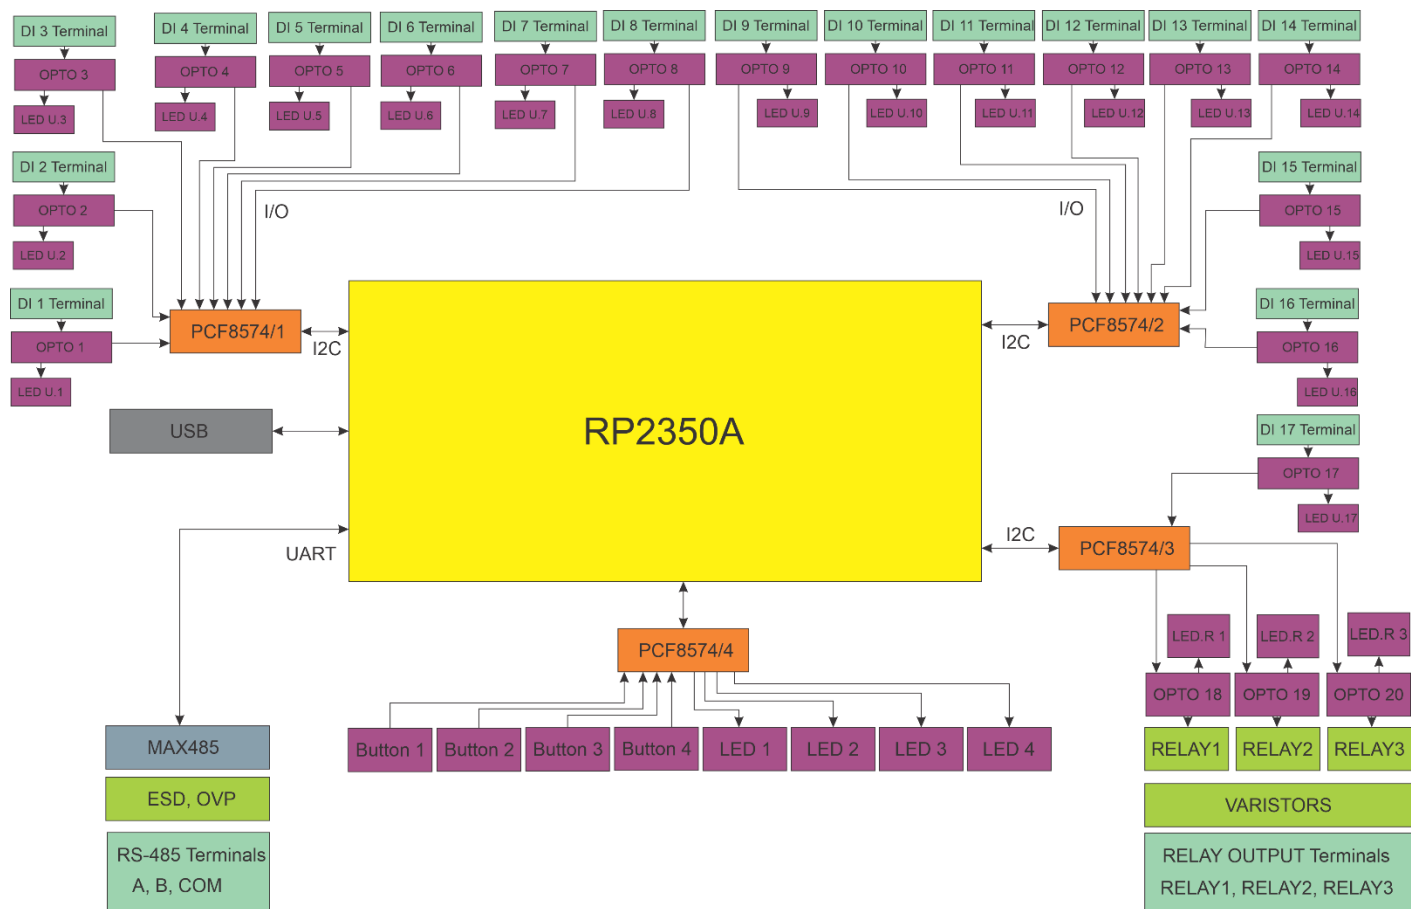 DI 3 Terminal
DI 4 Terminal
DI 5 Terminal
DI 6 Terminal
DI 7 Terminal
DI 8 Terminal
DI 9 Terminal
DI 10 Terminal
DI 11 Terminal
DI 12 Terminal
DI 13 Terminal
DI 14 Terminal
OPTO 3
OPTO 4
OPTO 5
OPTO 6
OPTO 7
OPTO 8
OPTO 9
OPTO 10
OPTO 11
OPTO 12
OPTO 13
OPTO 14
LED U.3
LED U.4
LED U.5
LED U.6
LED U.7
LED U.8
LED U.9
LED U.10
LED U.11
LED U.12
LED U.13
LED U.14
DI 2 Terminal
DI 15 Terminal
OPTO 2
I/O
I/O
OPTO 15
LED U.2
LED U.15
DI 1 Terminal
DI 16 Terminal
PCF8574/1
I2C
I2C
PCF8574/2
OPTO 1
OPTO 16
LED U.1
LED U.16
USB
RP2350A
DI 17 Terminal
OPTO 17
LED U.17
UART
I2C
PCF8574/3
PCF8574/4
LED.R 1
LED.R 2
LED.R 3
OPTO 18
OPTO 19
OPTO 20
MAX485
Button 1
Button 2
Button 3
Button 4
LED 1
LED 2
LED 3
LED 4
RELAY1
RELAY2
RELAY3
ESD, OVP
VARISTORS
RS-485 Terminals
A, B, COM
RELAY OUTPUT Terminals
RELAY1, RELAY2, RELAY3